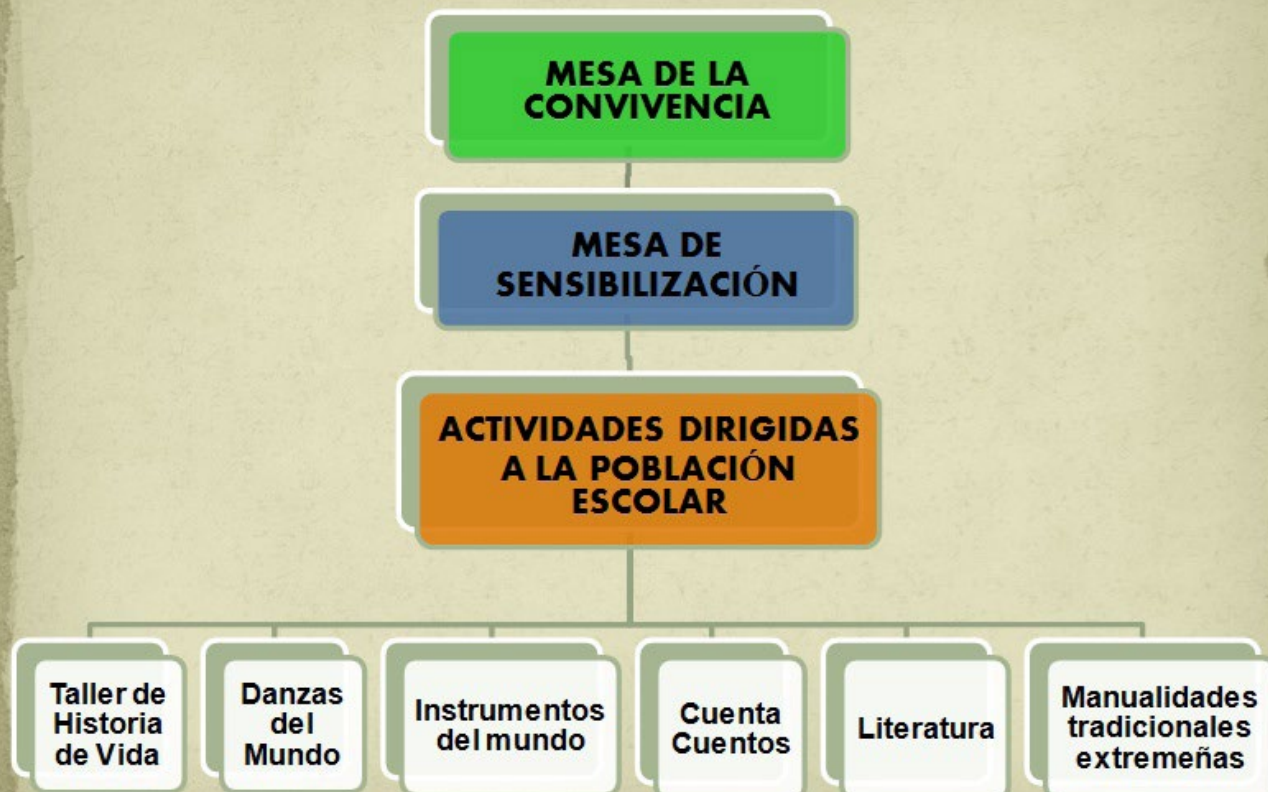 MESA DE LA
CONVIVENCIA
MESA DE
SENSIBILIZACIÓN
ACTIVIDADES DIRIGIDAS
A LA POBLACIÓN
ESCOLAR
Taller de
Historia
de Vida
Danzas
del
Mundo
Instrumentos
del mundo
Cuenta
Cuentos
Literatura
Manualidades
tradicionales
extremeñas